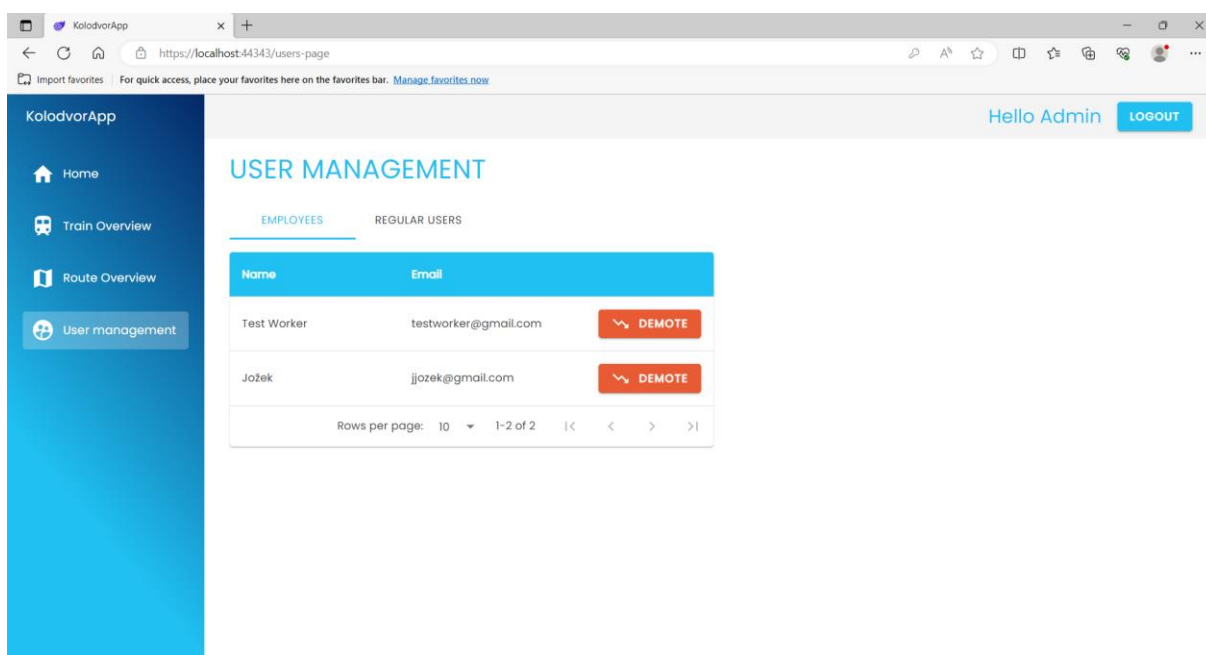 KolodvorApp
https://localhost:44343/users-page
Import favorites For quick access, place your favorites here on the favorites bar. Manage favorites now
KolodvorApp Hello Admin LOGOUT
Home
Train Overview
Route Overview
User management
USER MANAGEMENT
EMPLOYEES REGULAR USERS
Name Email
Test Worker testworker@gmail.com DEMOTE
Jožek jjozek@gmail.com DEMOTE
Rows per page: 10 1-2 of 2